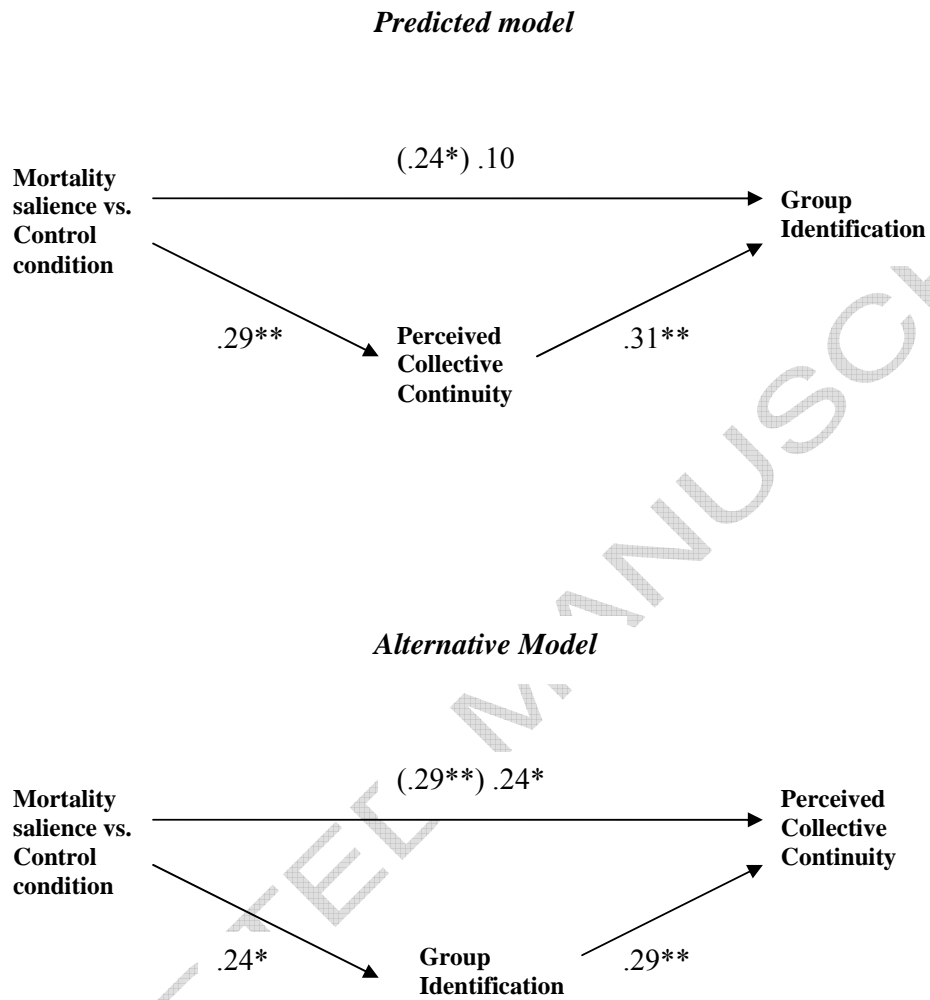 Predicted model
(.24*) .10
Mortality
salience vs.
Control
condition
Group
Identification
.29**
Perceived
Collective
Continuity
.31**
Alternative Model
(.29**) .24*
Mortality
salience vs.
Control
condition
Perceived
Collective
Continuity
.24*
Group
Identification
.29**